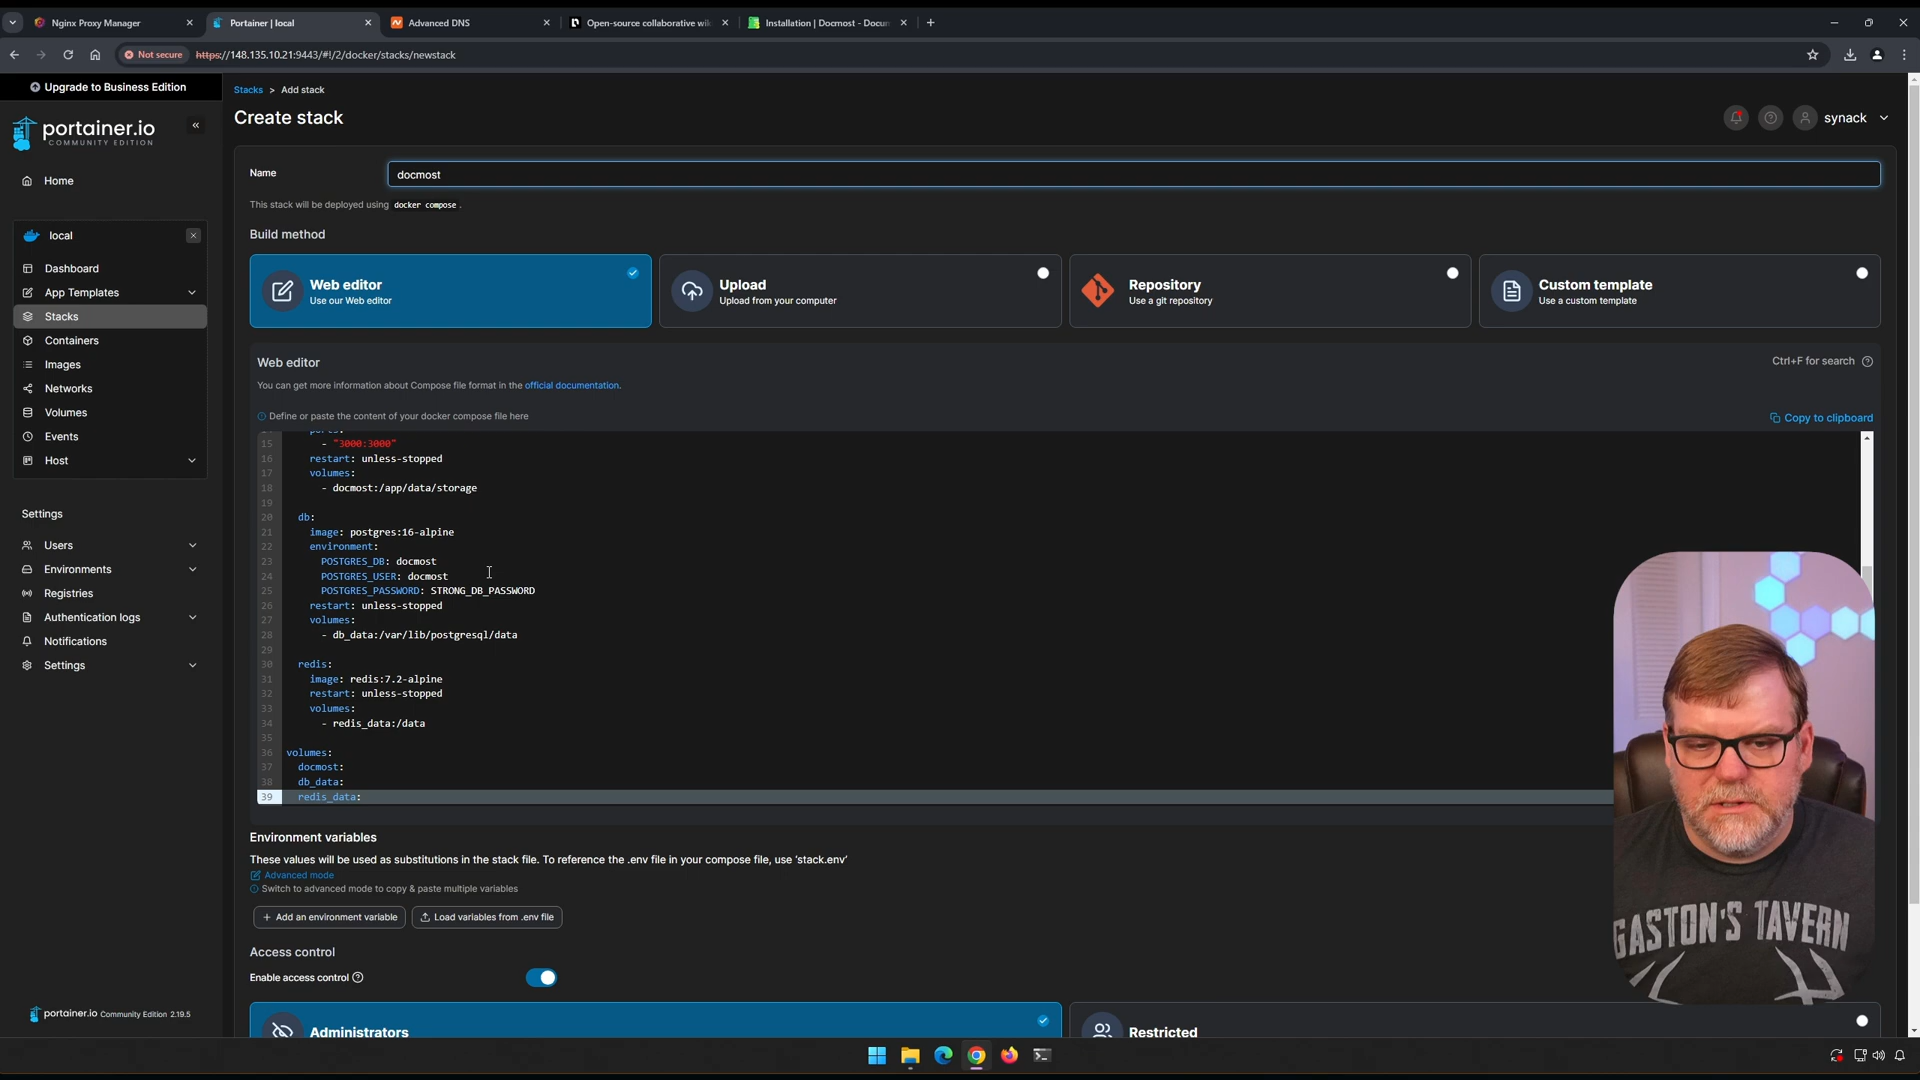 Nginx Proxy Manager
Portainer | local
Advanced DNS
Open-source collaborative wik
Installation | Docmost - Docum
Not secure
https://148.135.10.21:9443/#!/2/docker/stacks/newstack
Upgrade to Business Edition
portainer.io
COMMUNITY EDITION
Home
local
Dashboard
App Templates
Stacks
Containers
Images
Networks
Volumes
Events
Host
Settings
Users
Environments
Registries
Authentication logs
Notifications
Settings
portainer.io Community Edition 2.19.5
Stacks > Add stack
Create stack
synack
Name
docmost
This stack will be deployed using docker compose .
Build method
Web editor
Use our Web editor
Upload
Upload from your computer
Repository
Use a git repository
Custom template
Use a custom template
Web editor
Ctrl+F for search
You can get more information about Compose file format in the official documentation.
Define or paste the content of your docker compose file here
Copy to clipboard
15 - "3000:3000"
16 restart: unless-stopped
17 volumes:
18 - docmost:/app/data/storage
19
20 db:
21 image: postgres:16-alpine
22 environment:
23 POSTGRES_DB: docmost
24 POSTGRES_USER: docmost
25 POSTGRES_PASSWORD: STRONG_DB_PASSWORD
26 restart: unless-stopped
27 volumes:
28 - db_data:/var/lib/postgresql/data
29
30 redis:
31 image: redis:7.2-alpine
32 restart: unless-stopped
33 volumes:
34 - redis_data:/data
35
36 volumes:
37 docmost:
38 db_data:
39 redis_data:
Environment variables
These values will be used as substitutions in the stack file. To reference the .env file in your compose file, use 'stack.env'
Advanced mode
Switch to advanced mode to copy & paste multiple variables
+ Add an environment variable
Load variables from .env file
Access control
Enable access control
Administrators
Restricted
GASTON'S TAVERN